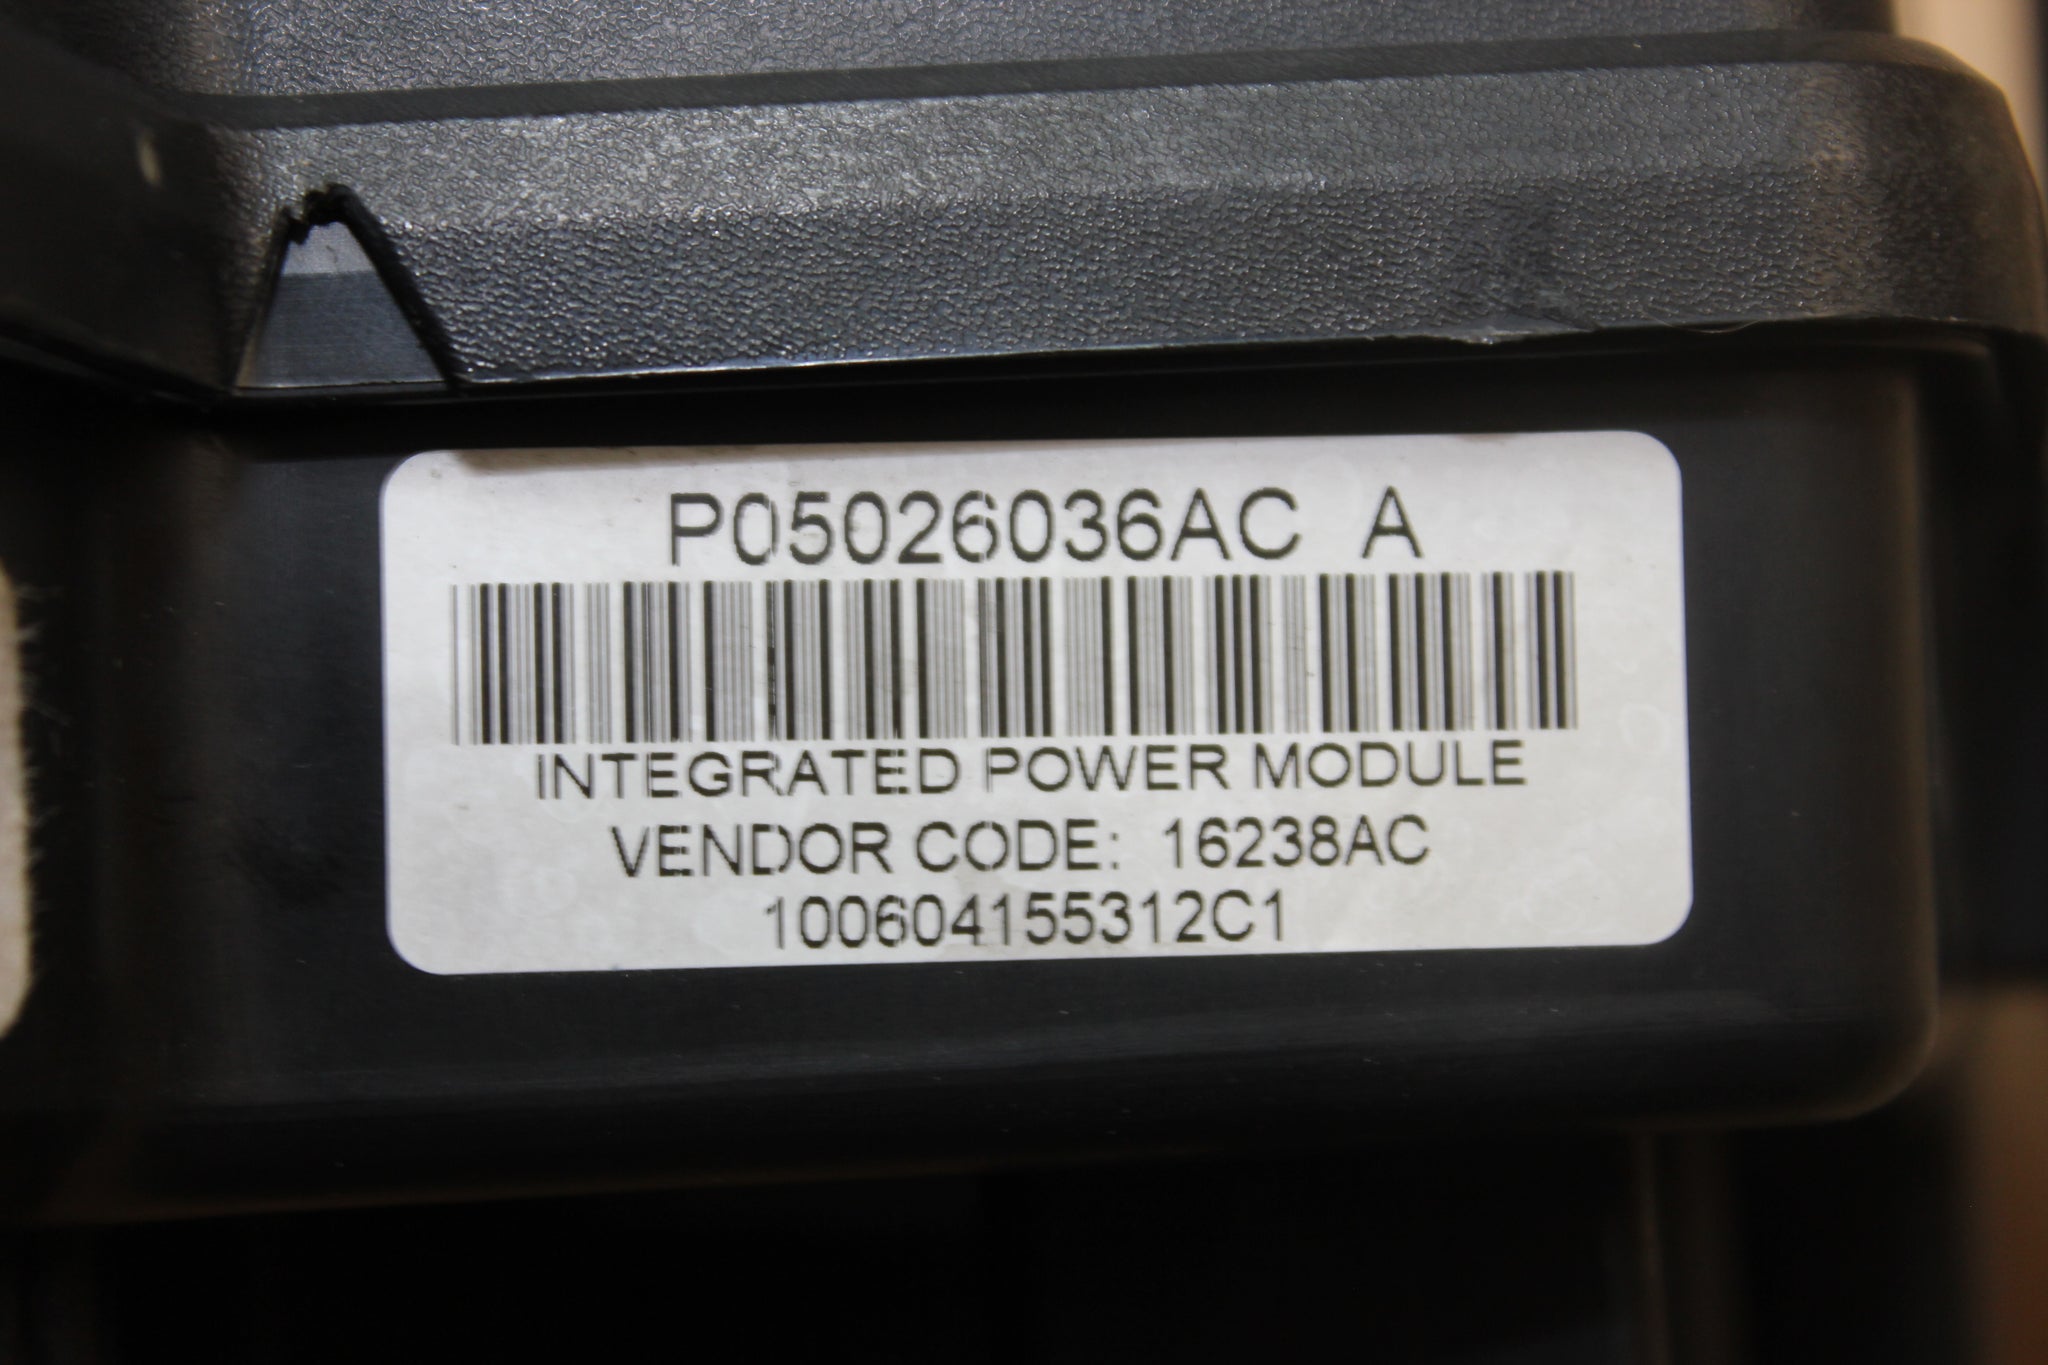 P05026036AC A
INTEGRATED POWER MODULE
VENDOR CODE: 16238AC
100604155312C1